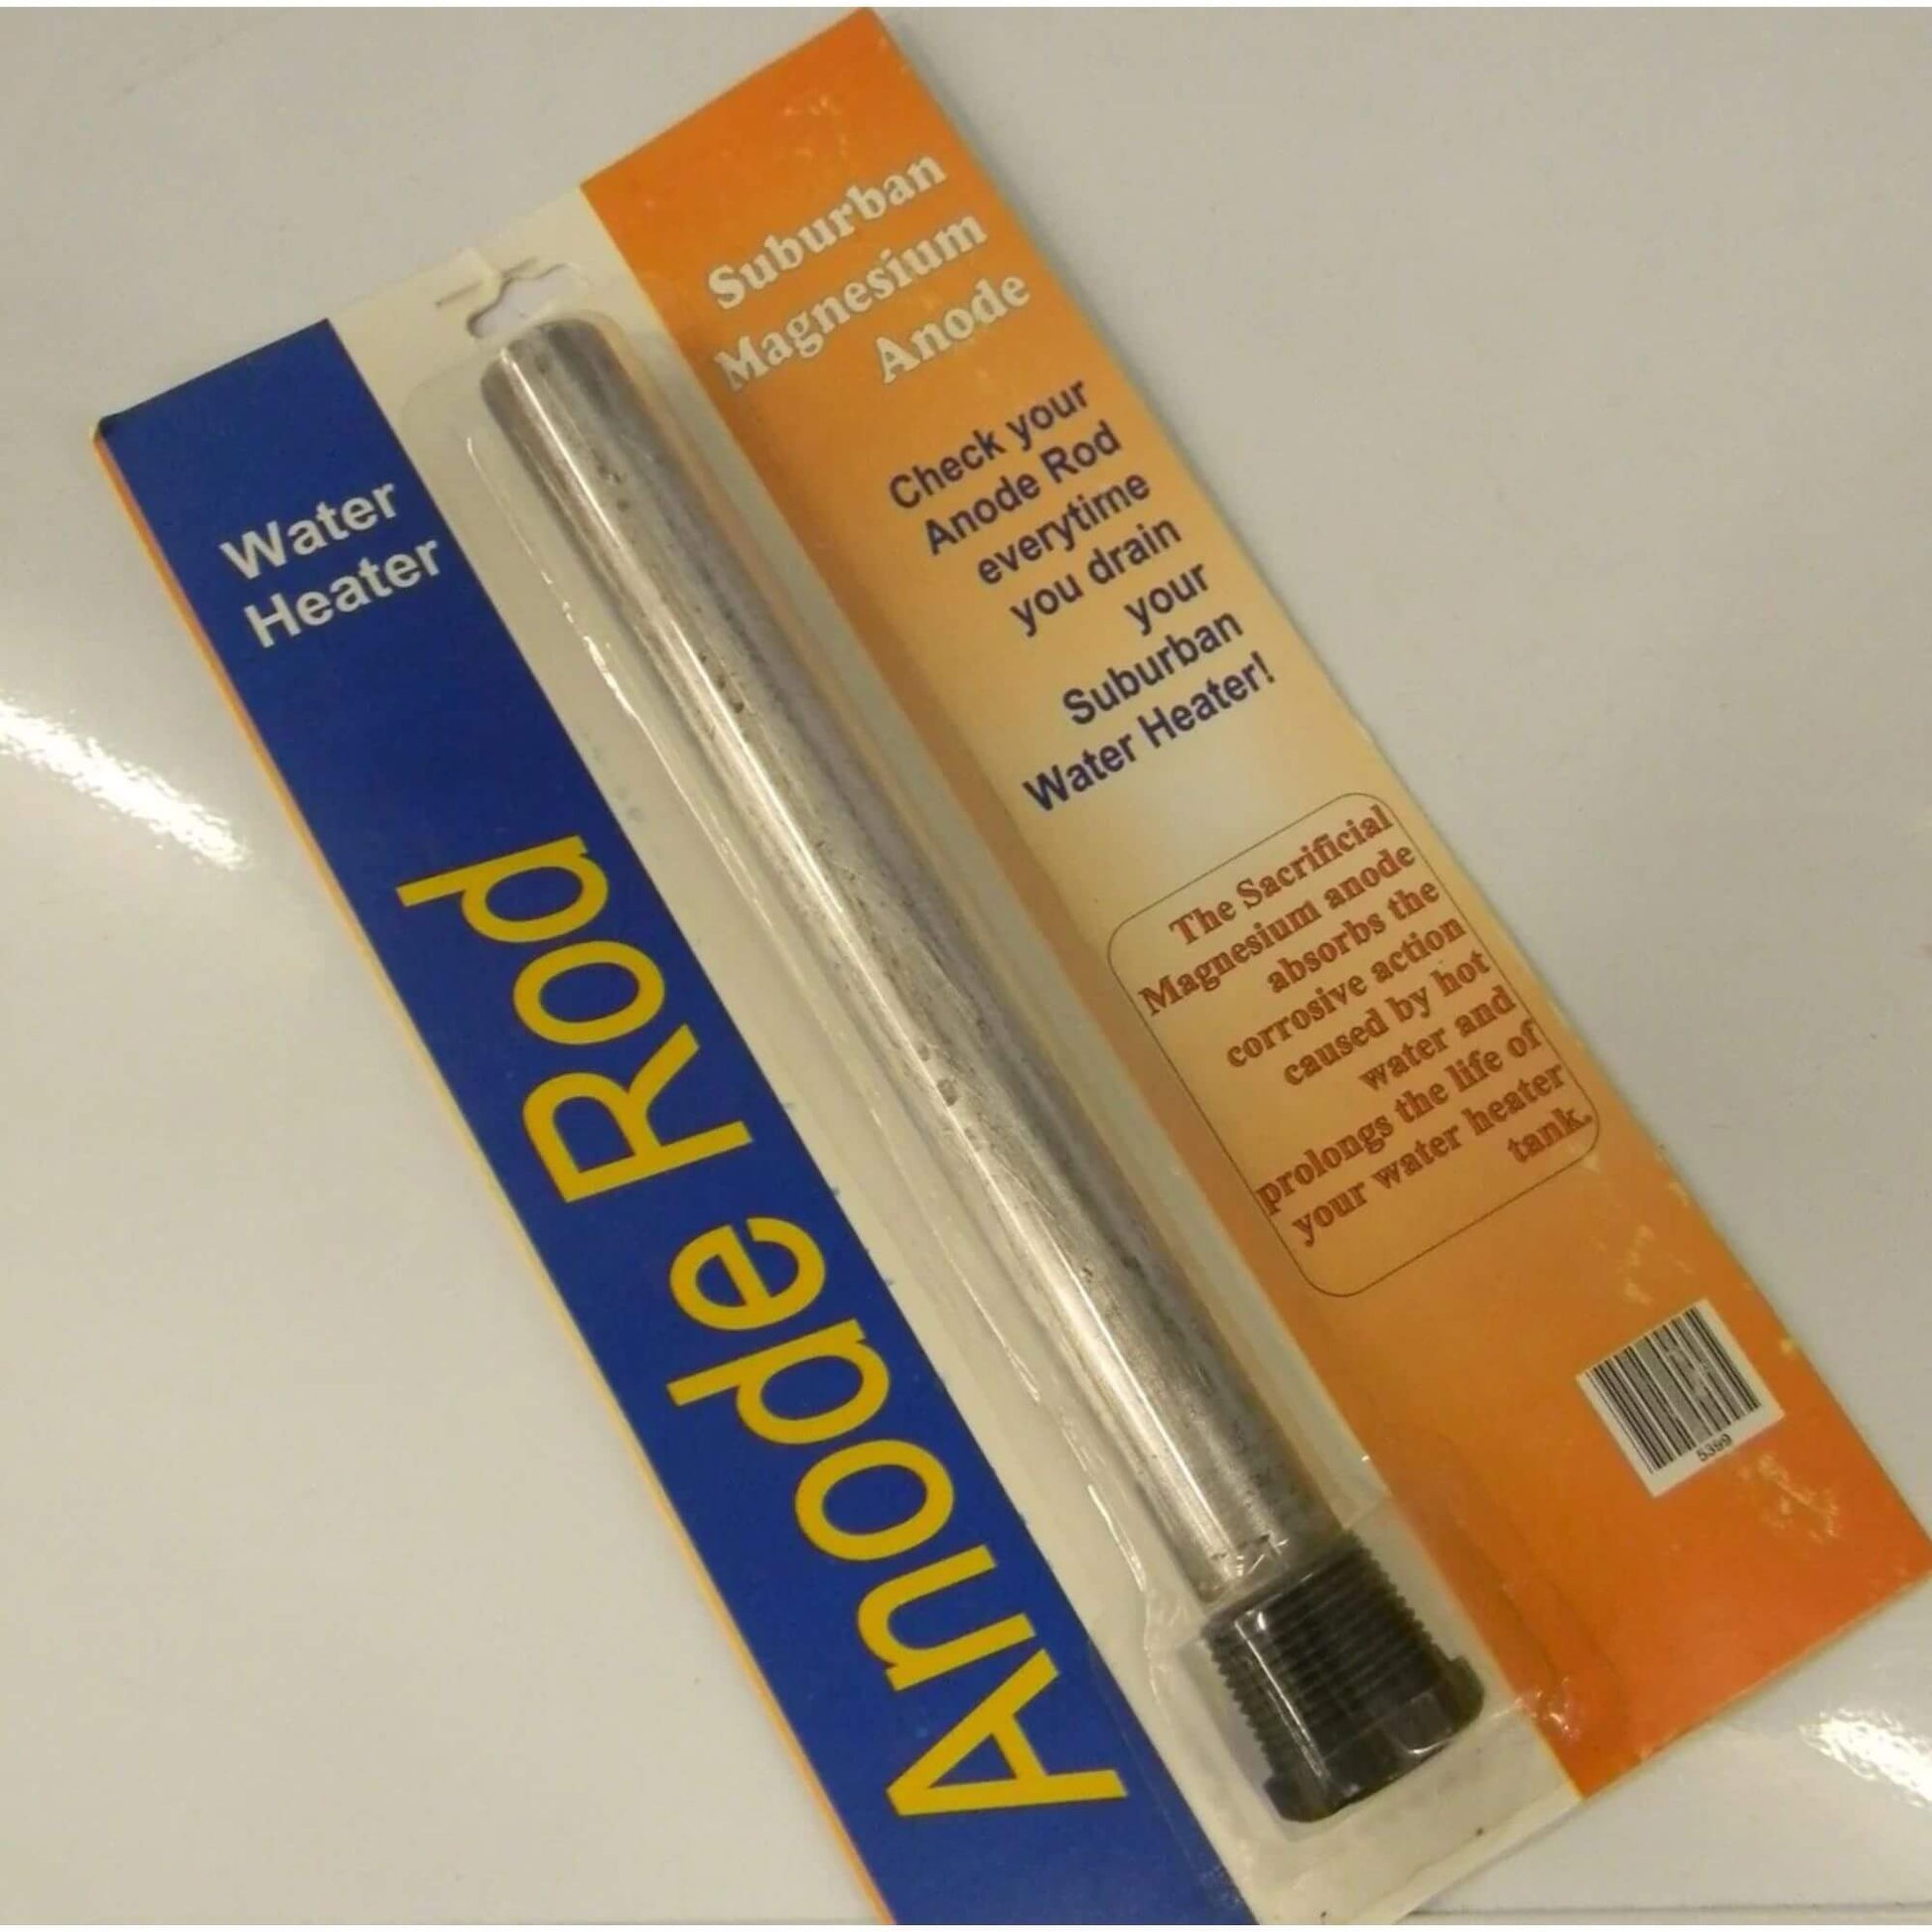 Water
Heater
Anode Rod
Suburban
Magnesium
Anode
Check your
Anode Rod
everytime
you drain
your
Suburban
Water Heater!
The Sacrificial
Magnesium anode
absorbs the
corrosive action
caused by hot
water and
prolongs the life of
your water heater
tank.
5399